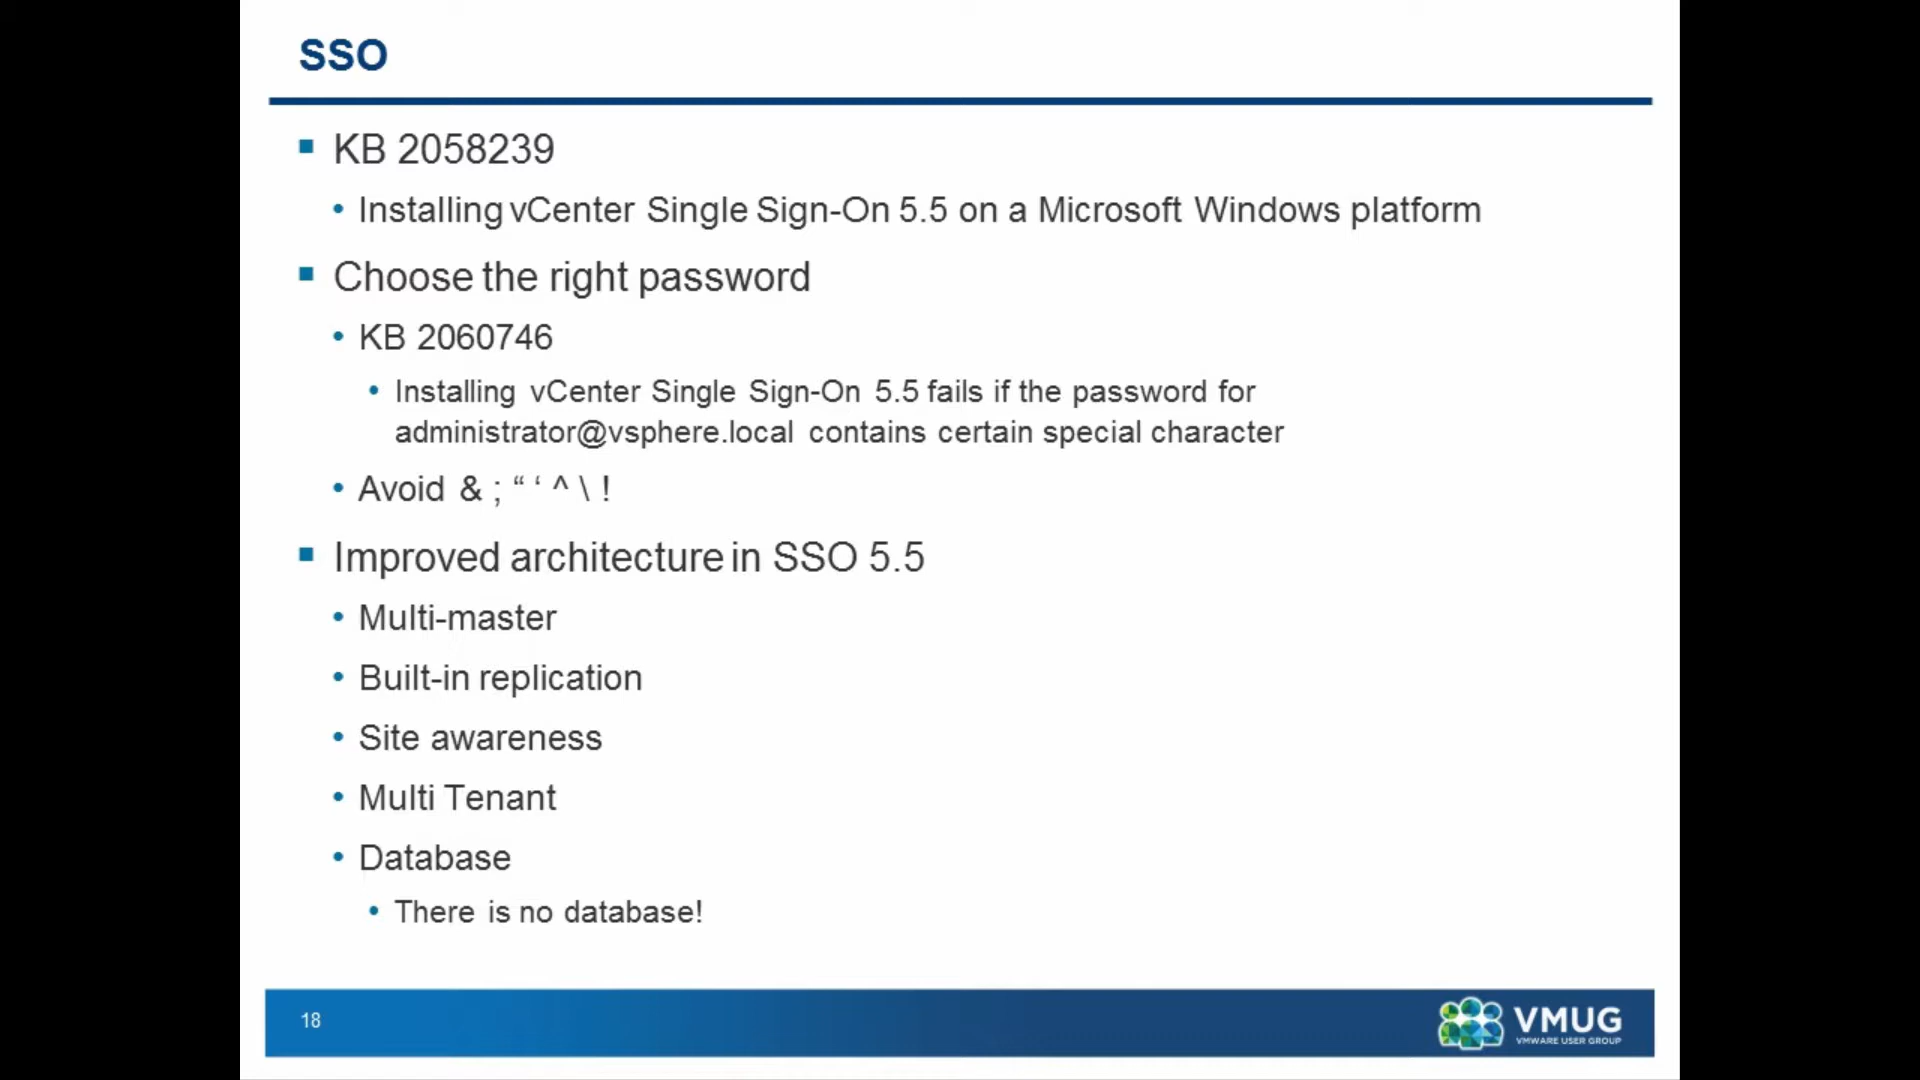 SSO
KB 2058239
Installing vCenter Single Sign-On 5.5 on a Microsoft Windows platform
Choose the right password
KB 2060746
Installing vCenter Single Sign-On 5.5 fails if the password for
administrator@vsphere.local contains certain special character
Avoid & ; “ ‘ ^ \ !
Improved architecture in SSO 5.5
Multi-master
Built-in replication
Site awareness
Multi Tenant
Database
There is no database!
18
VMUG
VMWARE USER GROUP